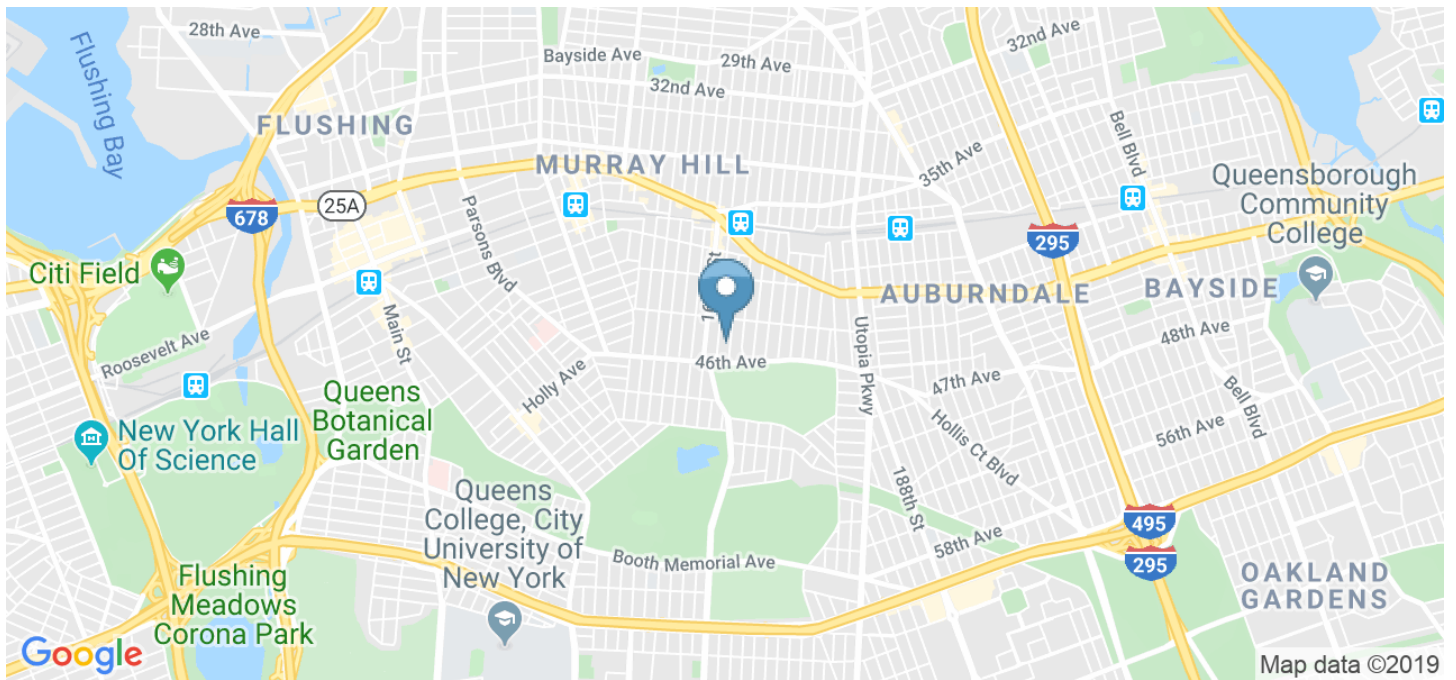 28th Ave
Bayside Ave
29th Ave
32nd Ave
32nd Ave
Flushing Bay
FLUSHING
MURRAY HILL
35th Ave
Bell Blvd
Queensborough
Community
College
678
25A
Parsons Blvd
295
Citi Field
Main St
AUBURNDALE
BAYSIDE
Roosevelt Ave
46th Ave
Utopia Pkwy
48th Ave
47th Ave
Holly Ave
Queens
Botanical
Garden
Bell Blvd
New York Hall
Of Science
Hollis Ct Blvd
56th Ave
Queens
College, City
University of
New York
188th St
495
58th Ave
295
Booth Memorial Ave
Flushing
Meadows
Corona Park
OAKLAND
GARDENS
Google
Map data ©2019